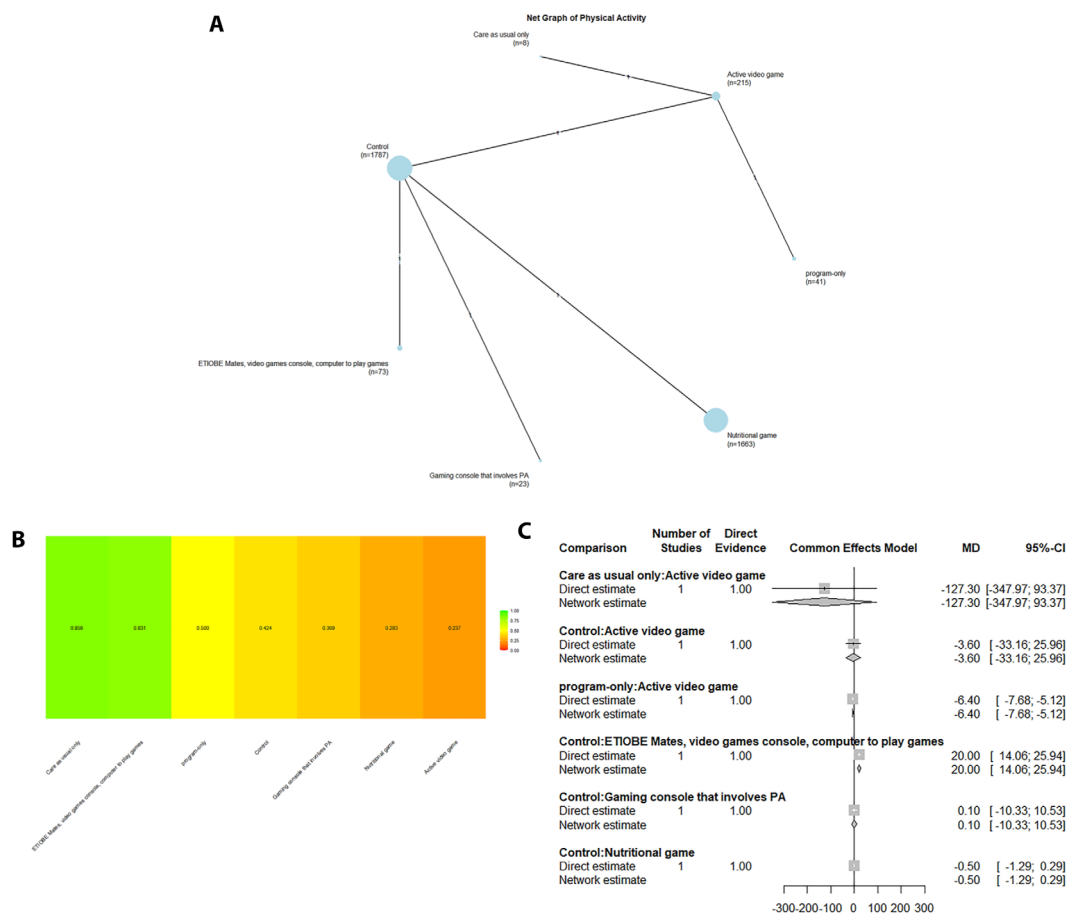 A
Net Graph of Physical Activity
Care as usual only
(n=8)
Active video game
(n=215)
Control
(n=1787)
program-only
(n=41)
ETIOBE Mates, video games console, computer to play games
(n=73)
Nutritional game
(n=1663)
Gaming console that involves PA
(n=23)
B
0.831 0.500 0.424 0.369 0.283 0.237
1.00
0.75
0.50
0.25
0.00
Care as usual-only
ETIOBE Mates, video games console, computer to play games
program-only
Control
Gaming console that involves PA
Nutritional game
Active video game
C
Number of Direct
Comparison Studies Evidence Common Effects Model MD 95%-CI
Care as usual only:Active video game
Direct estimate 1 1.00 -127.30 [-347.97; 93.37]
Network estimate -127.30 [-347.97; 93.37]
Control:Active video game
Direct estimate 1 1.00 -3.60 [ -33.16; 25.96]
Network estimate -3.60 [ -33.16; 25.96]
program-only:Active video game
Direct estimate 1 1.00 -6.40 [ -7.68; -5.12]
Network estimate -6.40 [ -7.68; -5.12]
Control:ETIOBE Mates, video games console, computer to play games
Direct estimate 1 1.00 20.00 [ 14.06; 25.94]
Network estimate 20.00 [ 14.06; 25.94]
Control:Gaming console that involves PA
Direct estimate 1 1.00 0.10 [ -10.33; 10.53]
Network estimate 0.10 [ -10.33; 10.53]
Control:Nutritional game
Direct estimate 1 1.00 -0.50 [ -1.29; 0.29]
Network estimate -0.50 [ -1.29; 0.29]
-300 -200 -100 0 100 200 300